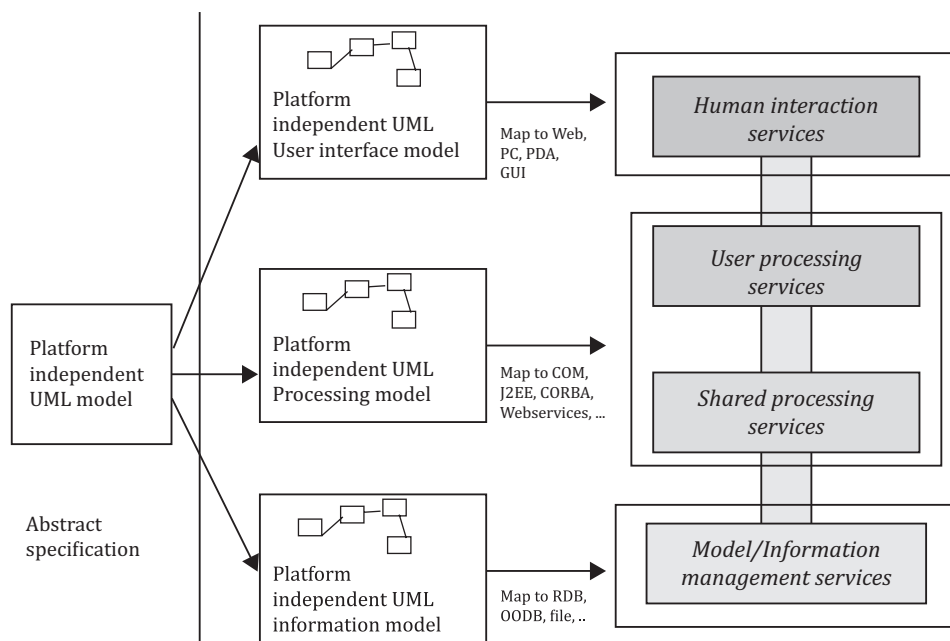 Platform
independent UML
User interface model
Map to Web,
PC, PDA,
GUI
Human interaction
services
User processing
services
Platform
independent
UML model
Platform
independent UML
Processing model
Map to COM,
J2EE, CORBA,
Webservices, ...
Shared processing
services
Abstract
specification
Platform
independent UML
information model
Map to RDB,
OODB, file, ..
Model/Information
management services